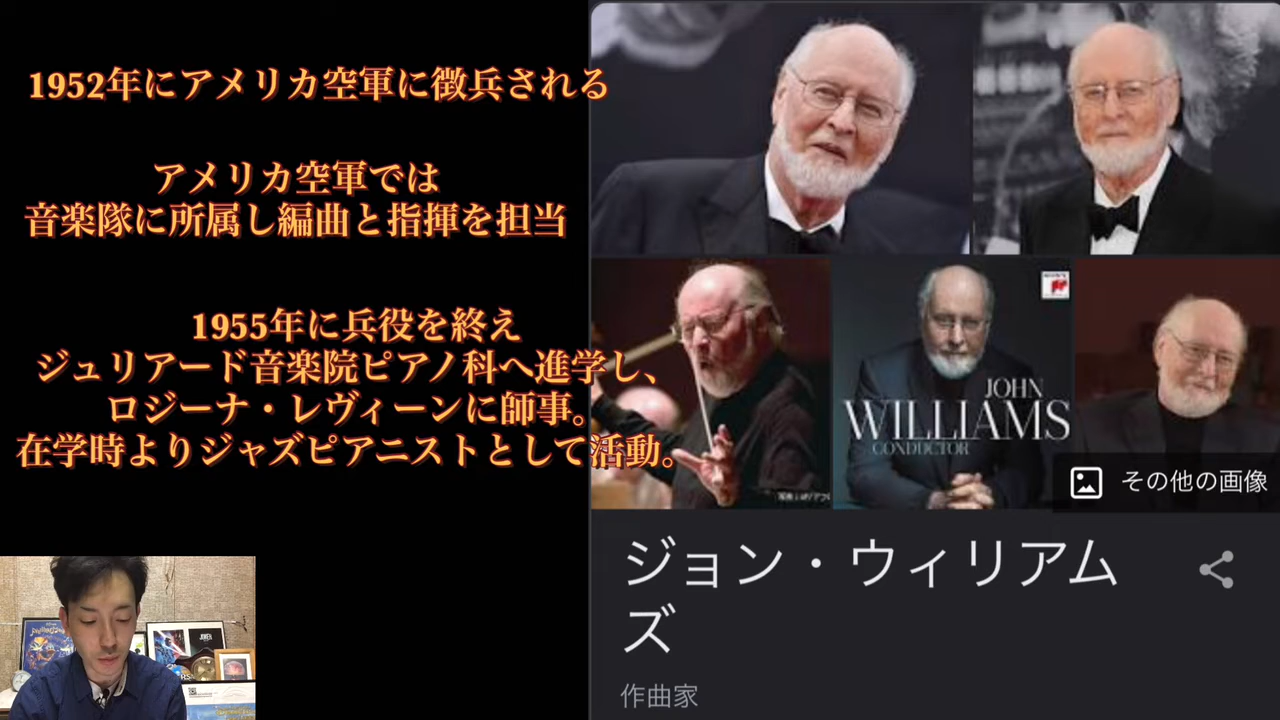 1952年にアメリカ空軍に徴兵される
アメリカ空軍では
音楽隊に所属し編曲と指揮を担当
1955年に兵役を終え
ジュリアード音楽院ピアノ科へ進学し、
ロジーナ・レヴィーンに師事。
在学時よりジャズピアニストとして活動。
JOHN
WILLIAMS
CONDUCTOR
その他の画像
ジョン・ウィリアム
ズ
作曲家
JOKER